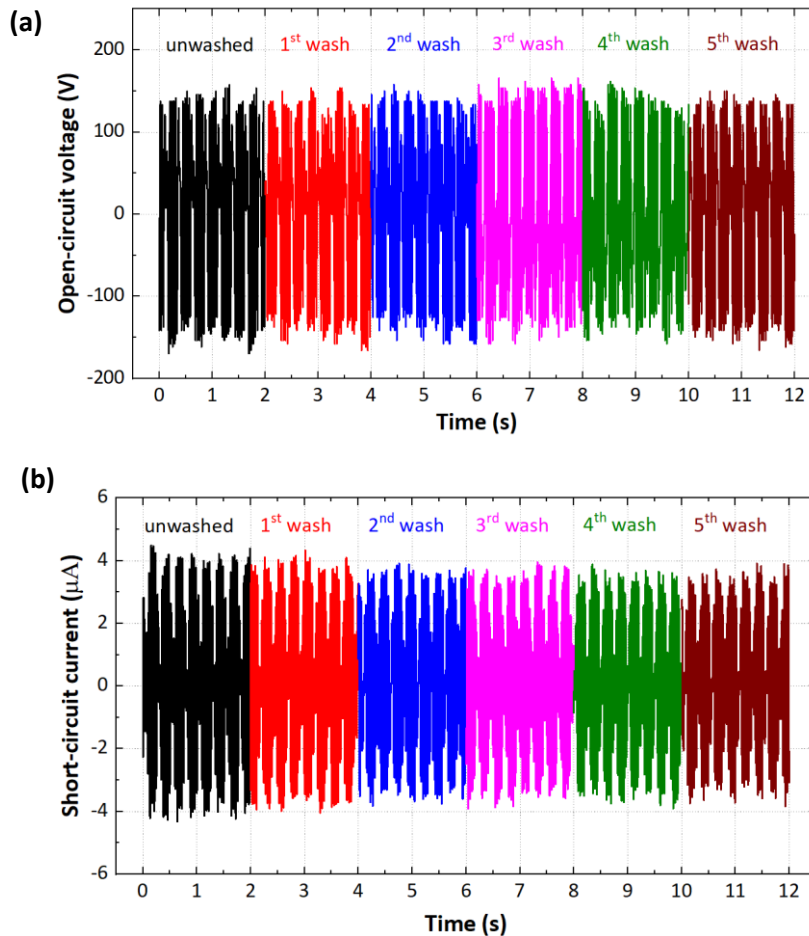 (a)
unwashed 1st wash 2nd wash 3rd wash 4th wash 5th wash
Open-circuit voltage (V)
200
100
0
-100
-200
0 1 2 3 4 5 6 7 8 9 10 11 12
Time (s)
(b)
unwashed 1st wash 2nd wash 3rd wash 4th wash 5th wash
Short-circuit current (μA)
6
4
2
0
-2
-4
-6
0 1 2 3 4 5 6 7 8 9 10 11 12
Time (s)